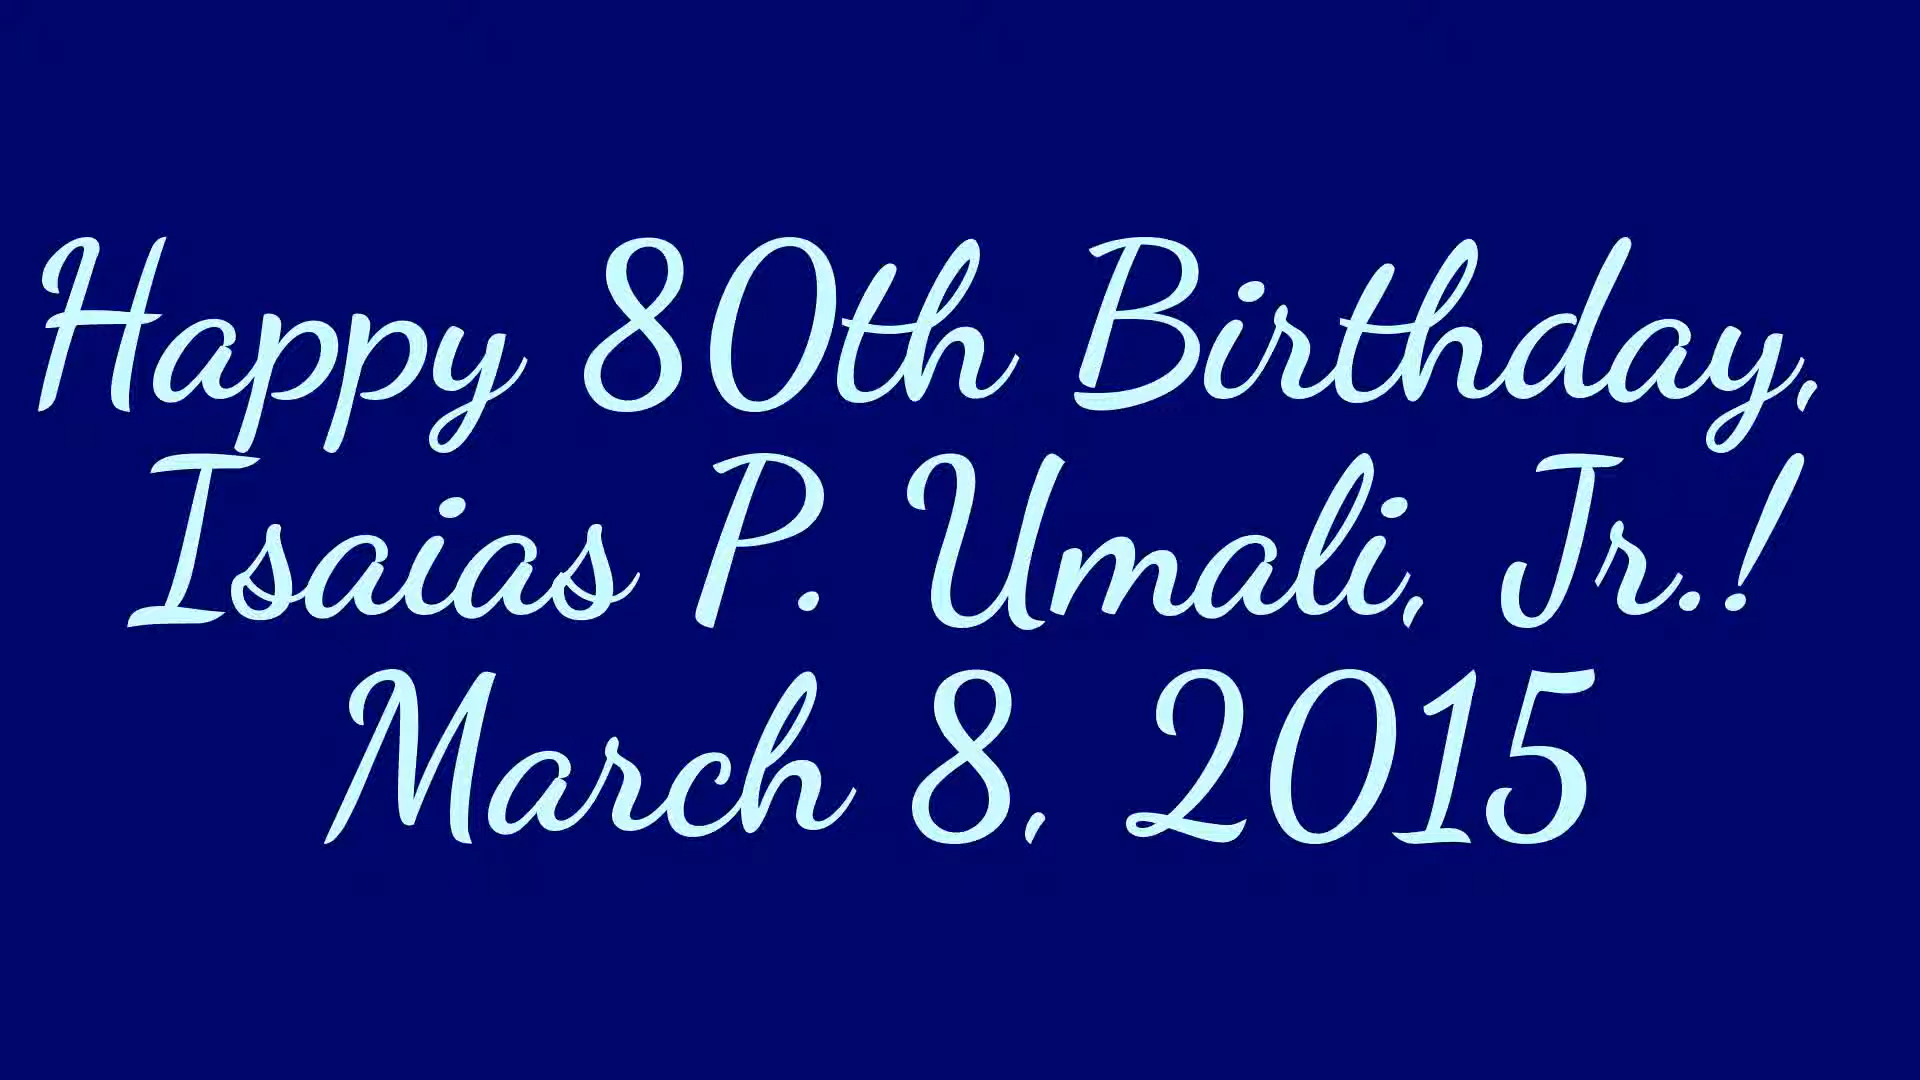 Happy 80th Birthday,
Isaias P. Umali, Jr.!
March 8, 2015